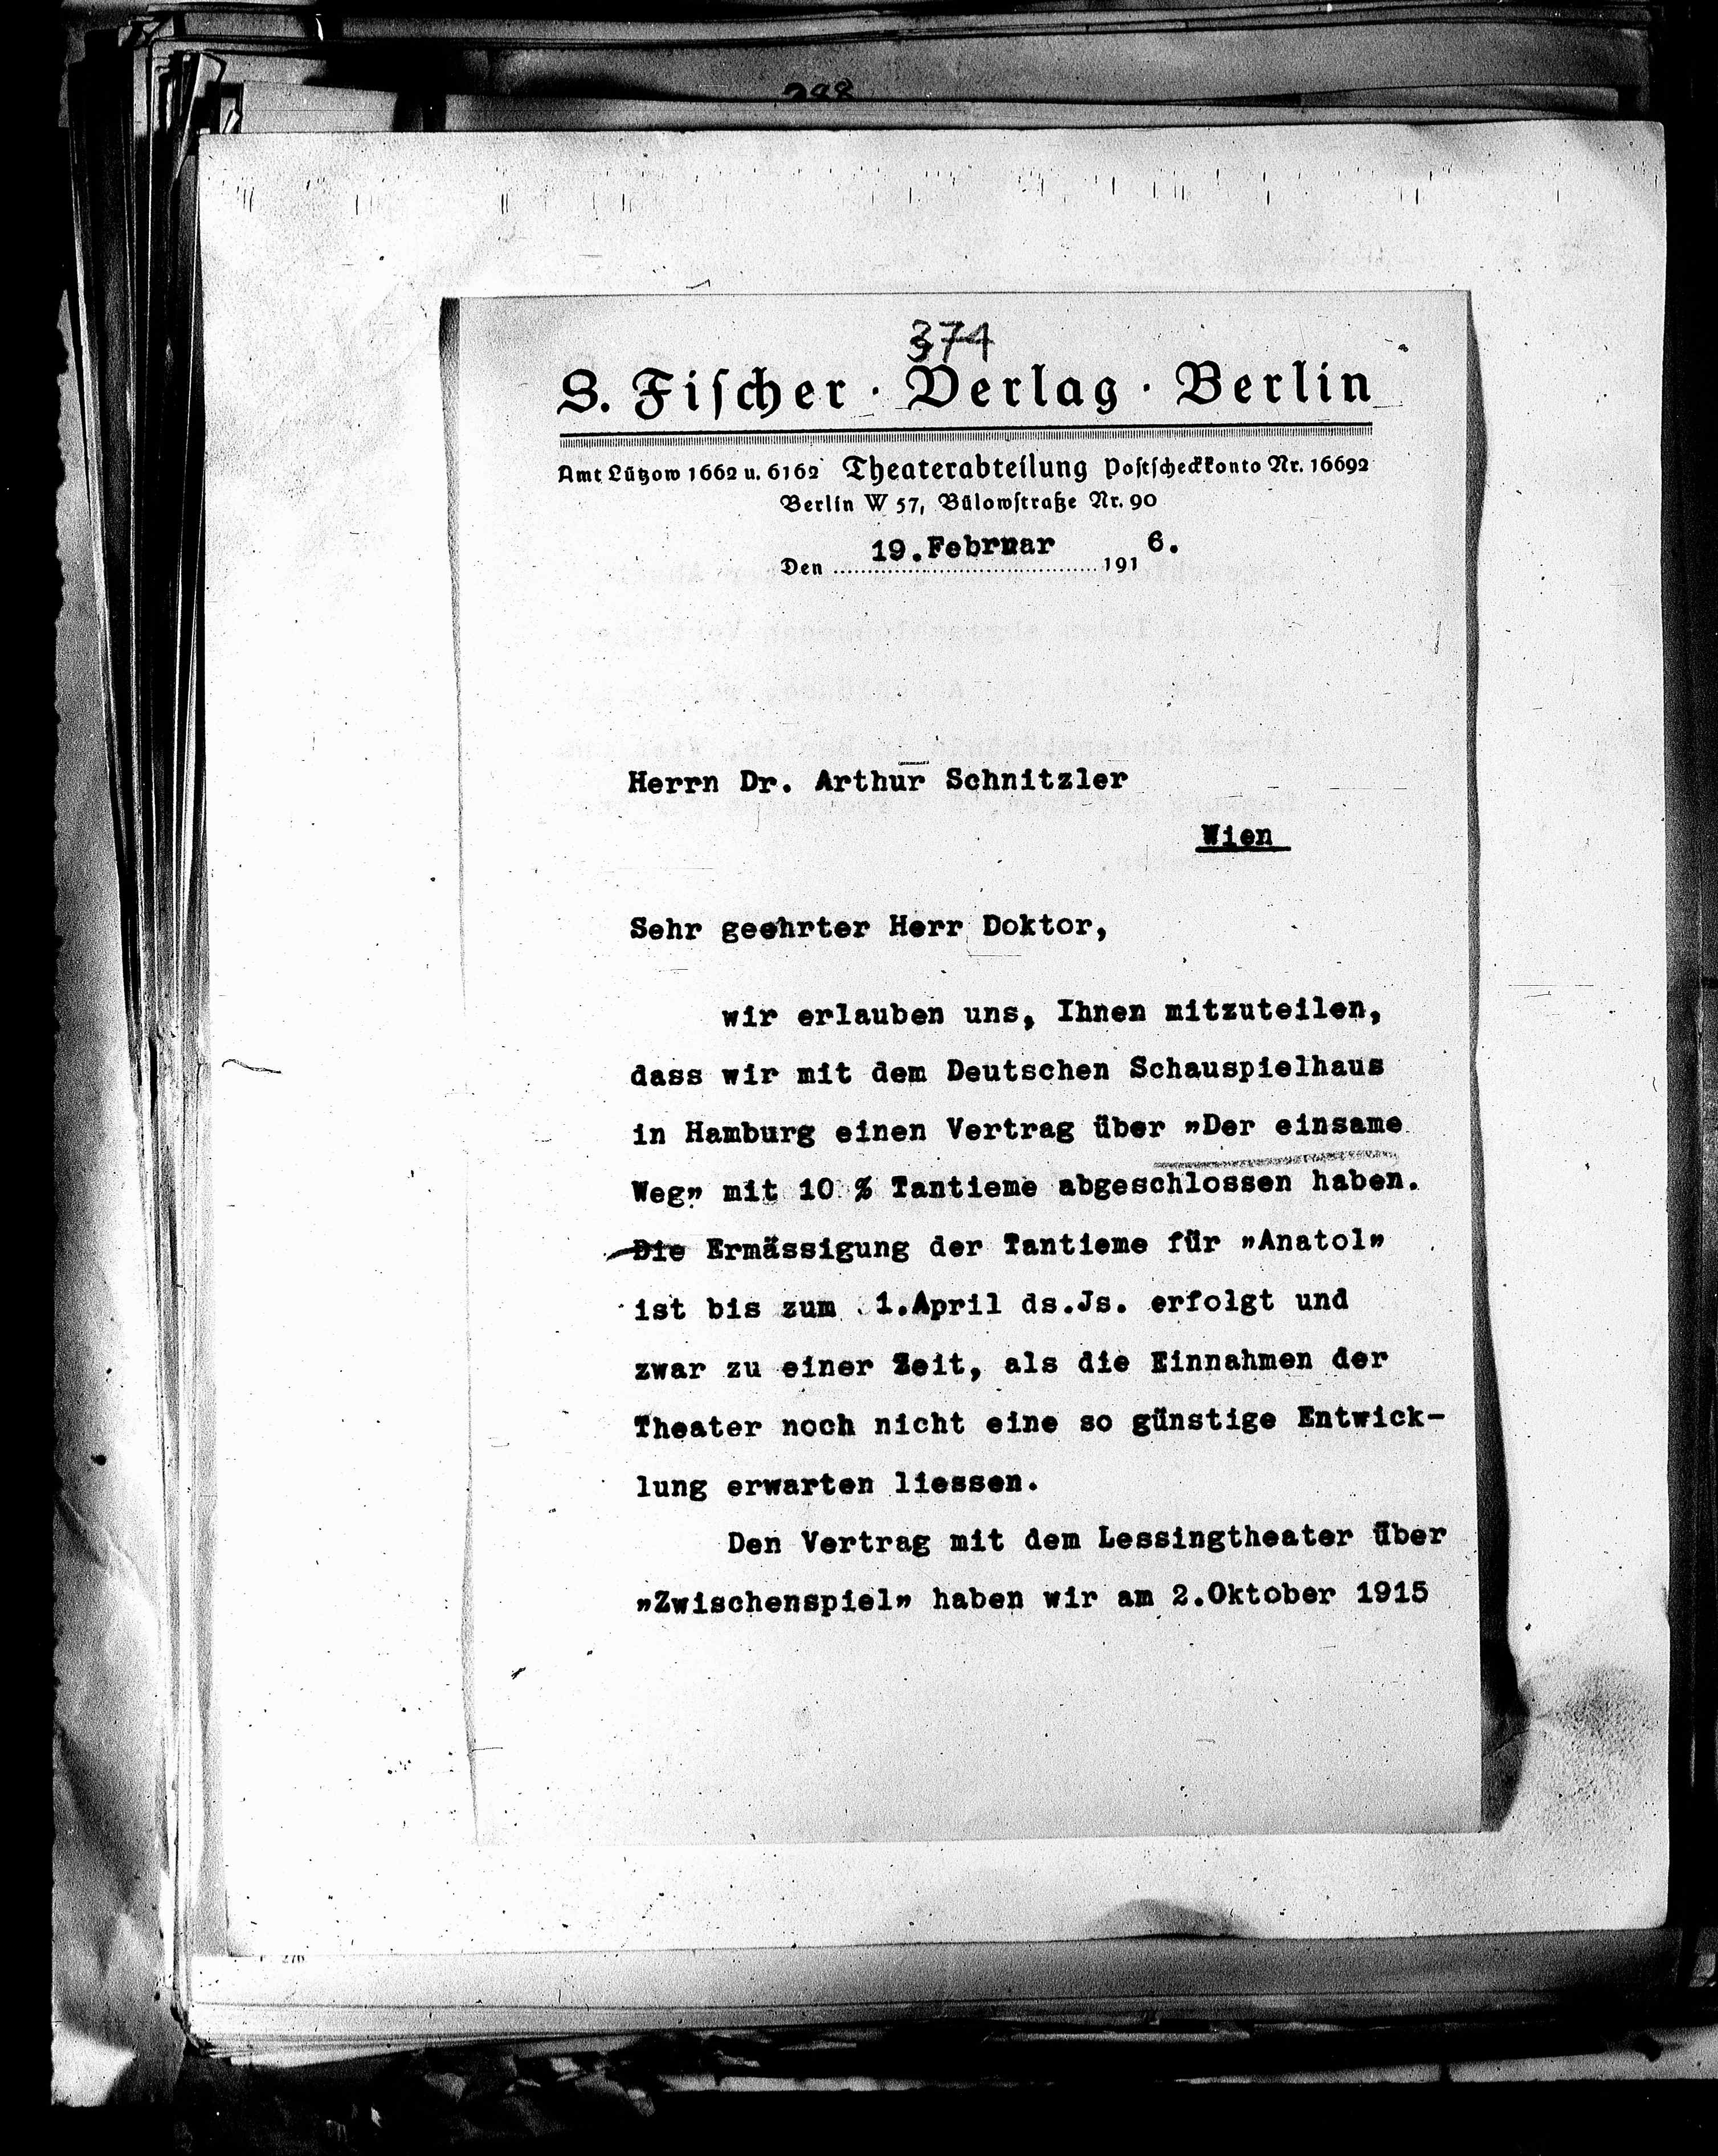 374
S. Fischer · Verlag · Berlin
Amt Lützow 1662 u. 6162 Theaterabteilung Postscheckkonto Nr. 16692
Berlin W 57, Bülowstraße Nr. 90
Den 19.Februar 1916.
Herrn Dr. Arthur Schnitzler
Wien
Sehr geehrter Herr Doktor,
wir erlauben uns, Ihnen mitzuteilen,
dass wir mit dem Deutschen Schauspielhaus
in Hamburg einen Vertrag über „Der einsame
Weg„ mit 10 % Tantieme abgeschlossen haben.
Die Ermässigung der Tantieme für „Anatol„
ist bis zum 1.April ds.Js. erfolgt und
zwar zu einer Zeit, als die Einnahmen der
Theater noch nicht eine so günstige Entwick-
lung erwarten liessen.
Den Vertrag mit dem Lessingtheater über
„Zwischenspiel„ haben wir am 2.Oktober 1915